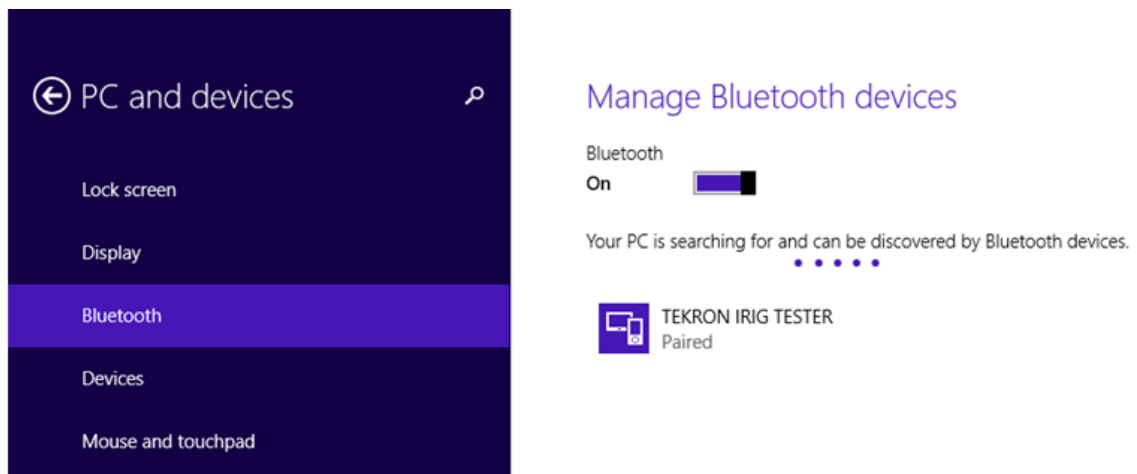 PC and devices
Lock screen
Display
Bluetooth
Devices
Mouse and touchpad
Manage Bluetooth devices
Bluetooth
On
Your PC is searching for and can be discovered by Bluetooth devices.
TEKRON IRIG TESTER
Paired